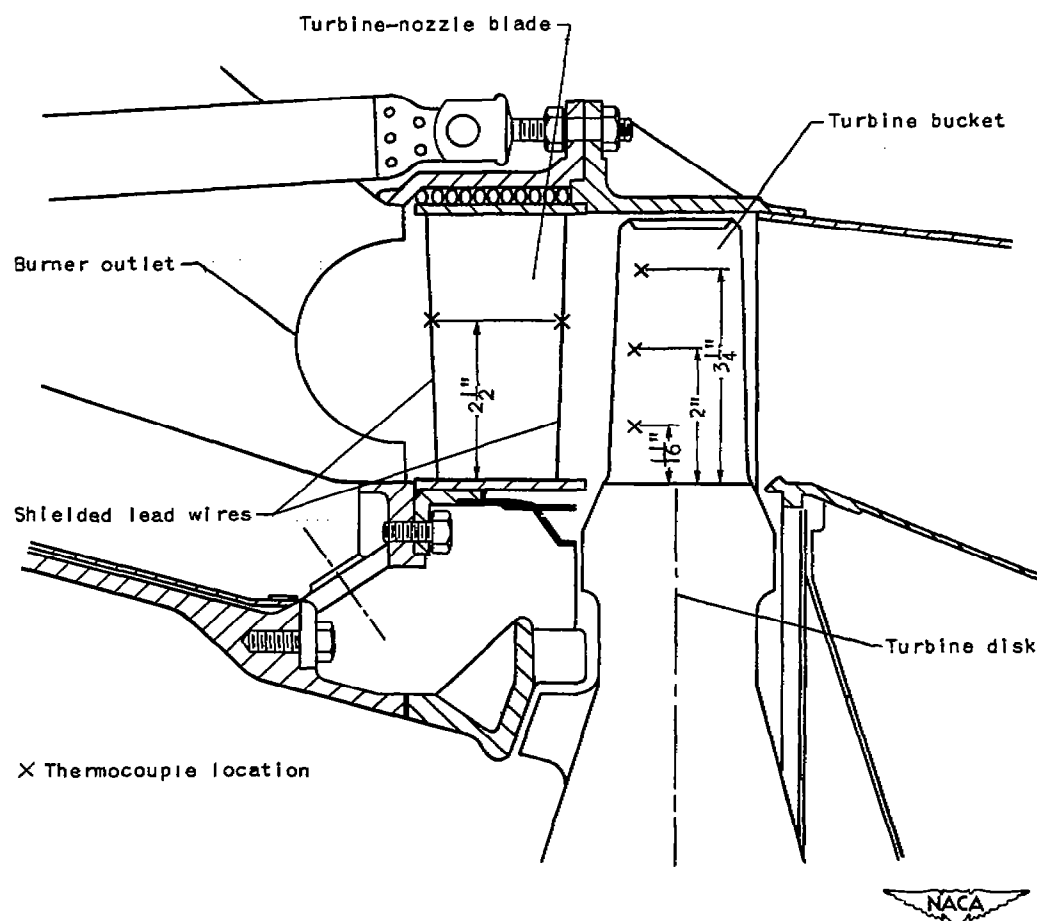 Turbine-nozzle blade
Turbine bucket
Burner outlet
3 1/4"
2 1/2"
2"
1 1/16"
Shielded lead wires
Turbine disk
X Thermocouple location
NACA